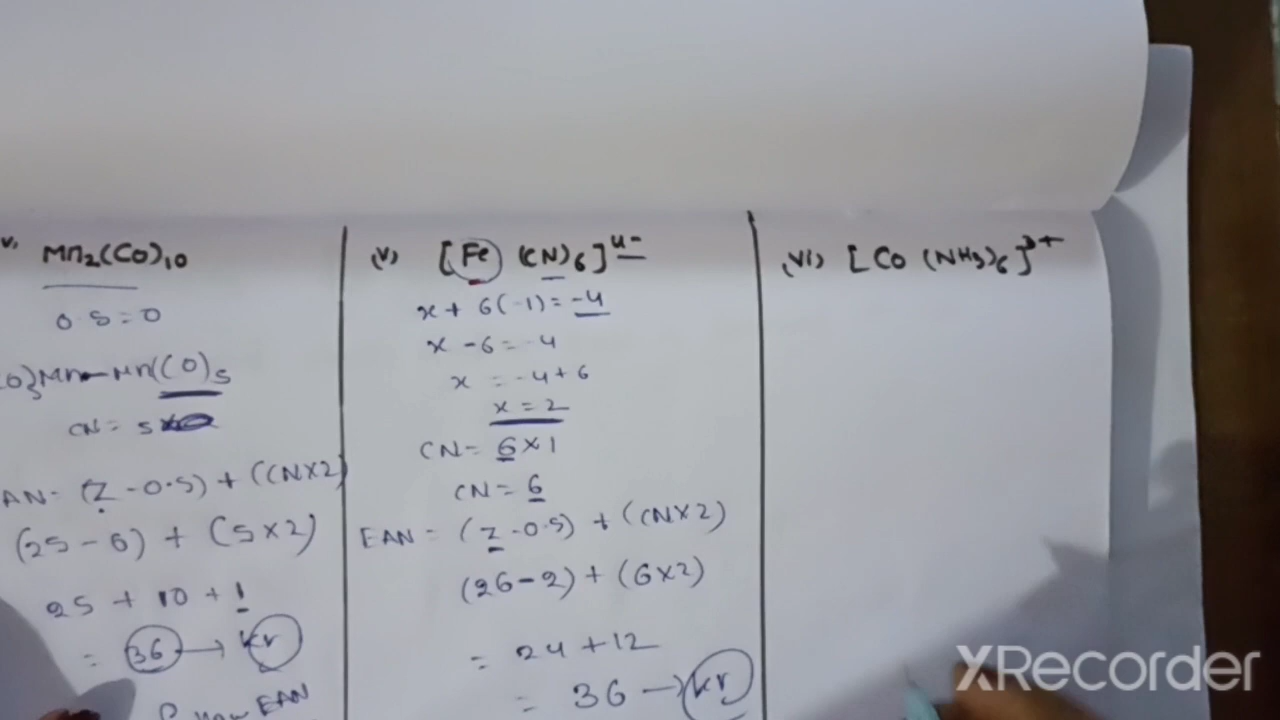 Mn2(CO)10
O.S=0
Mn-Mn(CO)5
CN= 5
AN= (Z-O.S) + (CN×2)
(25-0) + (5×2)
25 + 10 + 1
= 36 → Kr
EAN
(V) [Fe (CN)6]4-
x + 6(-1) = -4
x - 6 = -4
x = -4+6
x = 2
CN= 6×1
CN = 6
EAN = (Z-O.S) + (CN×2)
(26-2) + (6×2)
= 24 + 12
= 36 → Kr
(VI) [Co (NH3)6]3+
XRecorder